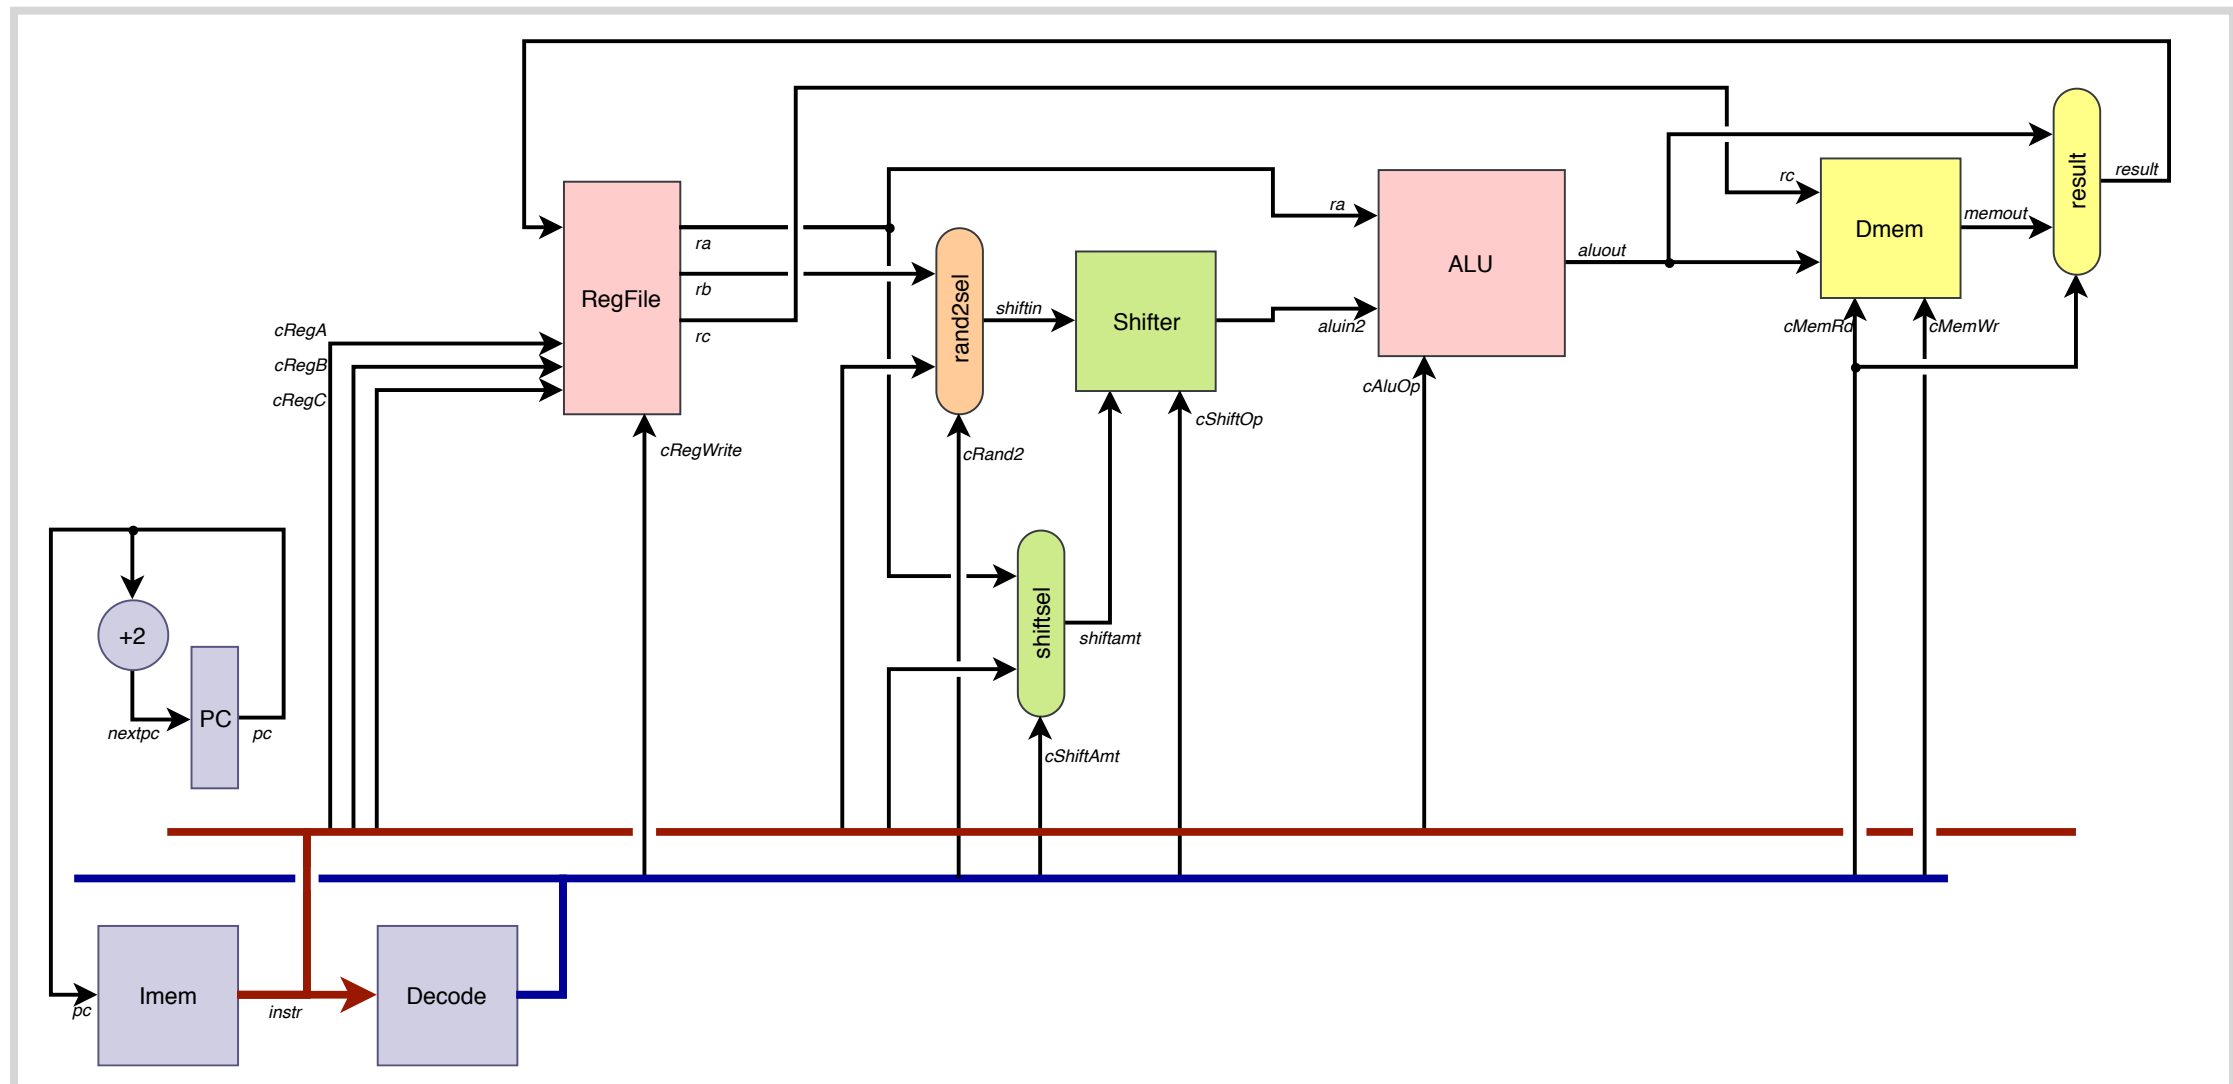 result
rc
result
memout
Dmem
ra
ALU
aluout
ra
rb
rc
RegFile
rand2sel
shiftin
Shifter
aluin2
cRegA
cRegB
cRegC
cMemRd
cMemWr
cAluOp
cShiftOp
cRegWrite
cRand2
shiftsel
shiftamt
cShiftAmt
+2
PC
nextpc
pc
Imem
Decode
pc
instr